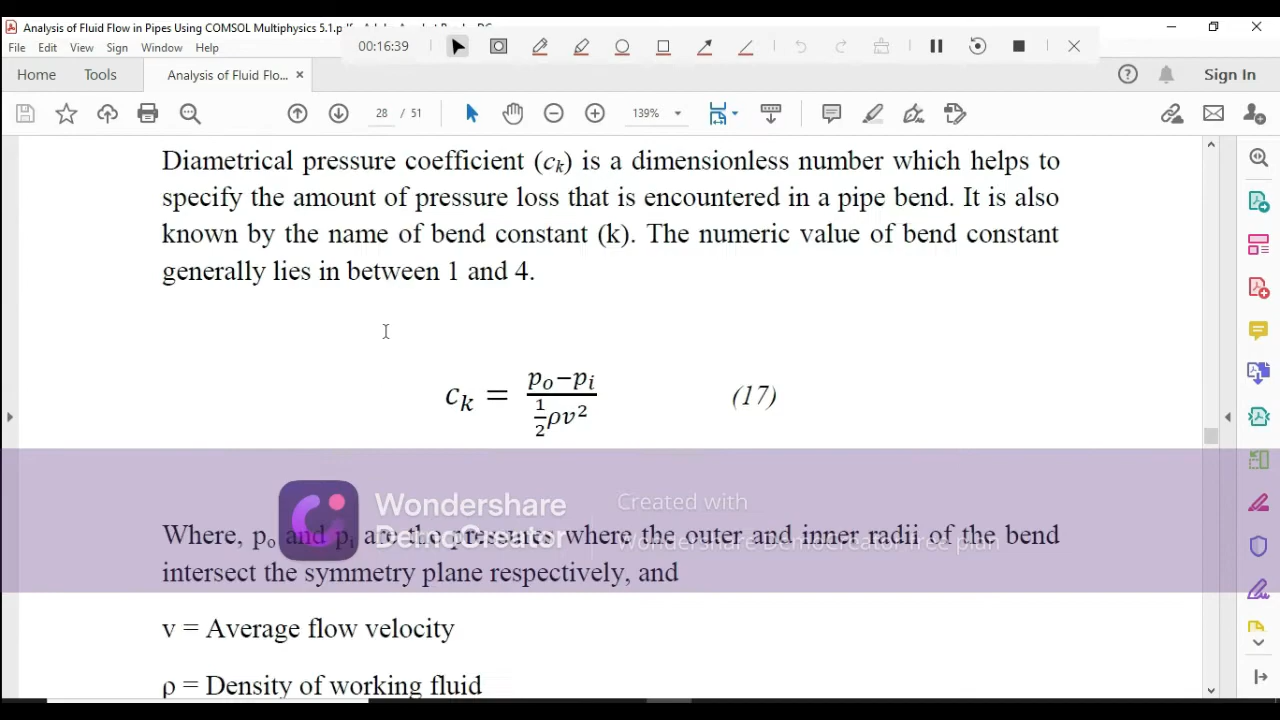 Analysis of Fluid Flow in Pipes Using COMSOL Multiphysics 5.1.p
File Edit View Sign Window Help
00:16:39
Home Tools Analysis of Fluid Flo... × Sign In
28 / 51 139%
Diametrical pressure coefficient (cₖ) is a dimensionless number which helps to
specify the amount of pressure loss that is encountered in a pipe bend. It is also
known by the name of bend constant (k). The numeric value of bend constant
generally lies in between 1 and 4.
cₖ = (pₒ−pᵢ) / (½ρv²) (17)
Wondershare
DemoCreator
Created with
Wondershare DemoCreator free plan
Where, pₒ and pᵢ are the pressures where the outer and inner radii of the bend
intersect the symmetry plane respectively, and
v = Average flow velocity
ρ = Density of working fluid